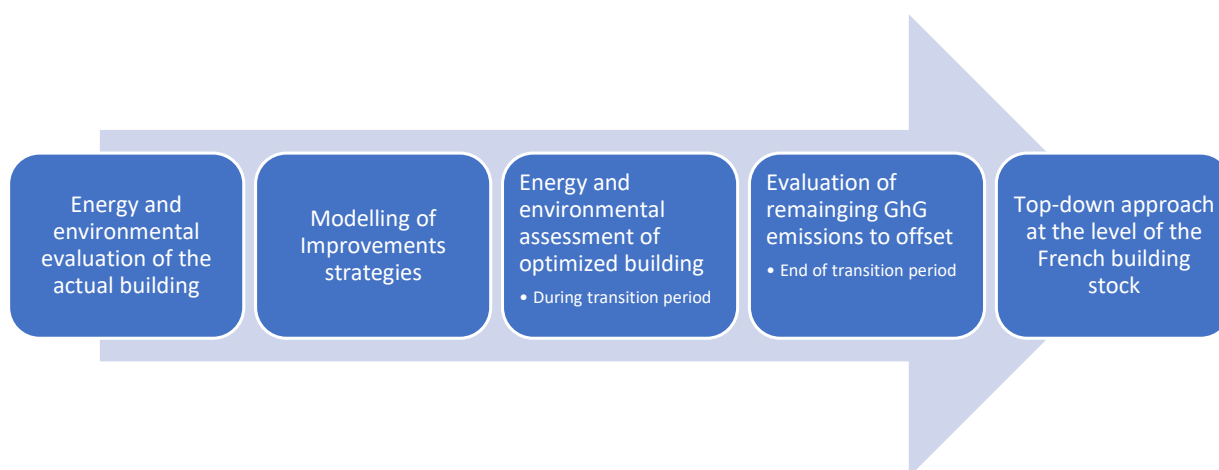 Energy and
environmental
evaluation of the
actual building
Modelling of
Improvements
strategies
Energy and
environmental
assessment of
optimized building
• During transition period
Evaluation of
remainging GhG
emissions to offset
• End of transition period
Top-down approach
at the level of the
French building
stock